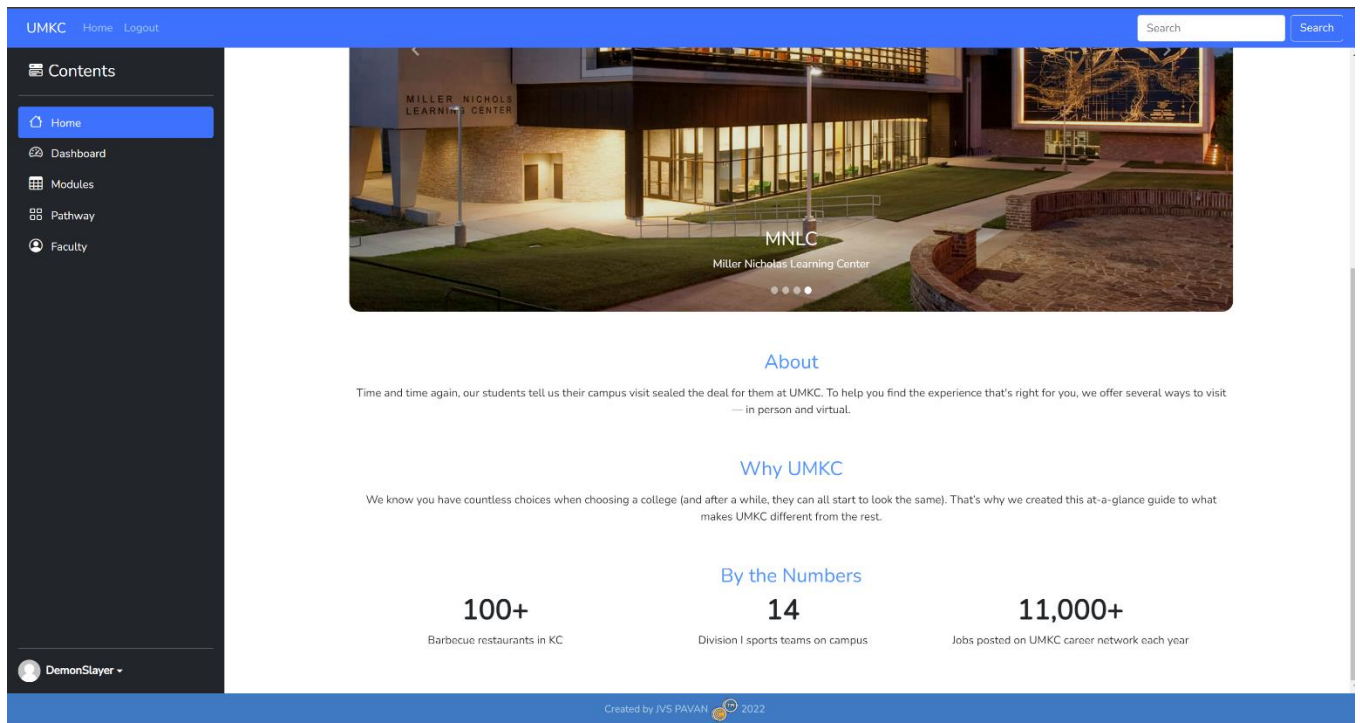 UMKC Home Logout Search Search
Contents
Home
Dashboard
Modules
Pathway
Faculty
DemonSlayer
MILLER NICHOLS
LEARNING CENTER
MNLC
Miller Nicholas Learning Center
About
Time and time again, our students tell us their campus visit sealed the deal for them at UMKC. To help you find the experience that's right for you, we offer several ways to visit
— in person and virtual.
Why UMKC
We know you have countless choices when choosing a college (and after a while, they can all start to look the same). That's why we created this at-a-glance guide to what
makes UMKC different from the rest.
By the Numbers
100+ 14 11,000+
Barbecue restaurants in KC Division I sports teams on campus Jobs posted on UMKC career network each year
Created by JVS PAVAN 2022